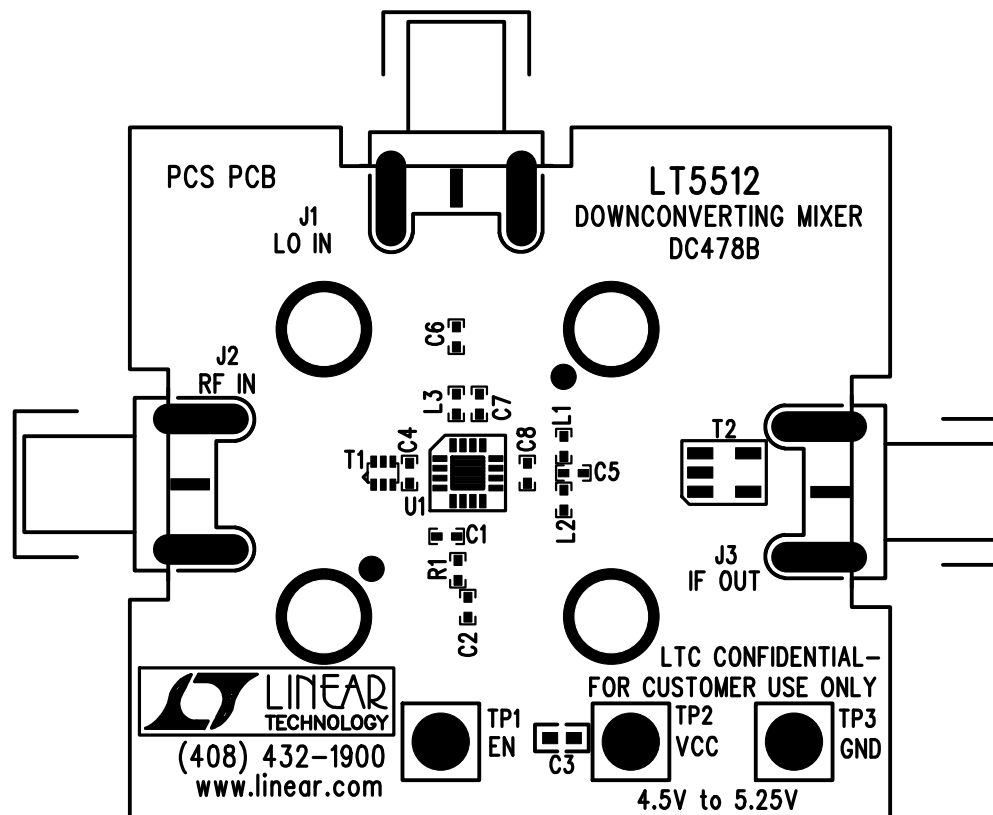 PCS PCB
LT5512
DOWNCONVERTING MIXER
DC478B
J1
LO IN
C6
J2
RF IN
L3
C7
L1
T2
T1
C4
C8
C5
U1
L2
C1
R1
J3
IF OUT
C2
LTC CONFIDENTIAL-
FOR CUSTOMER USE ONLY
LINEAR
TECHNOLOGY
(408) 432-1900
www.linear.com
TP1
EN
C3
TP2
VCC
TP3
GND
4.5V to 5.25V